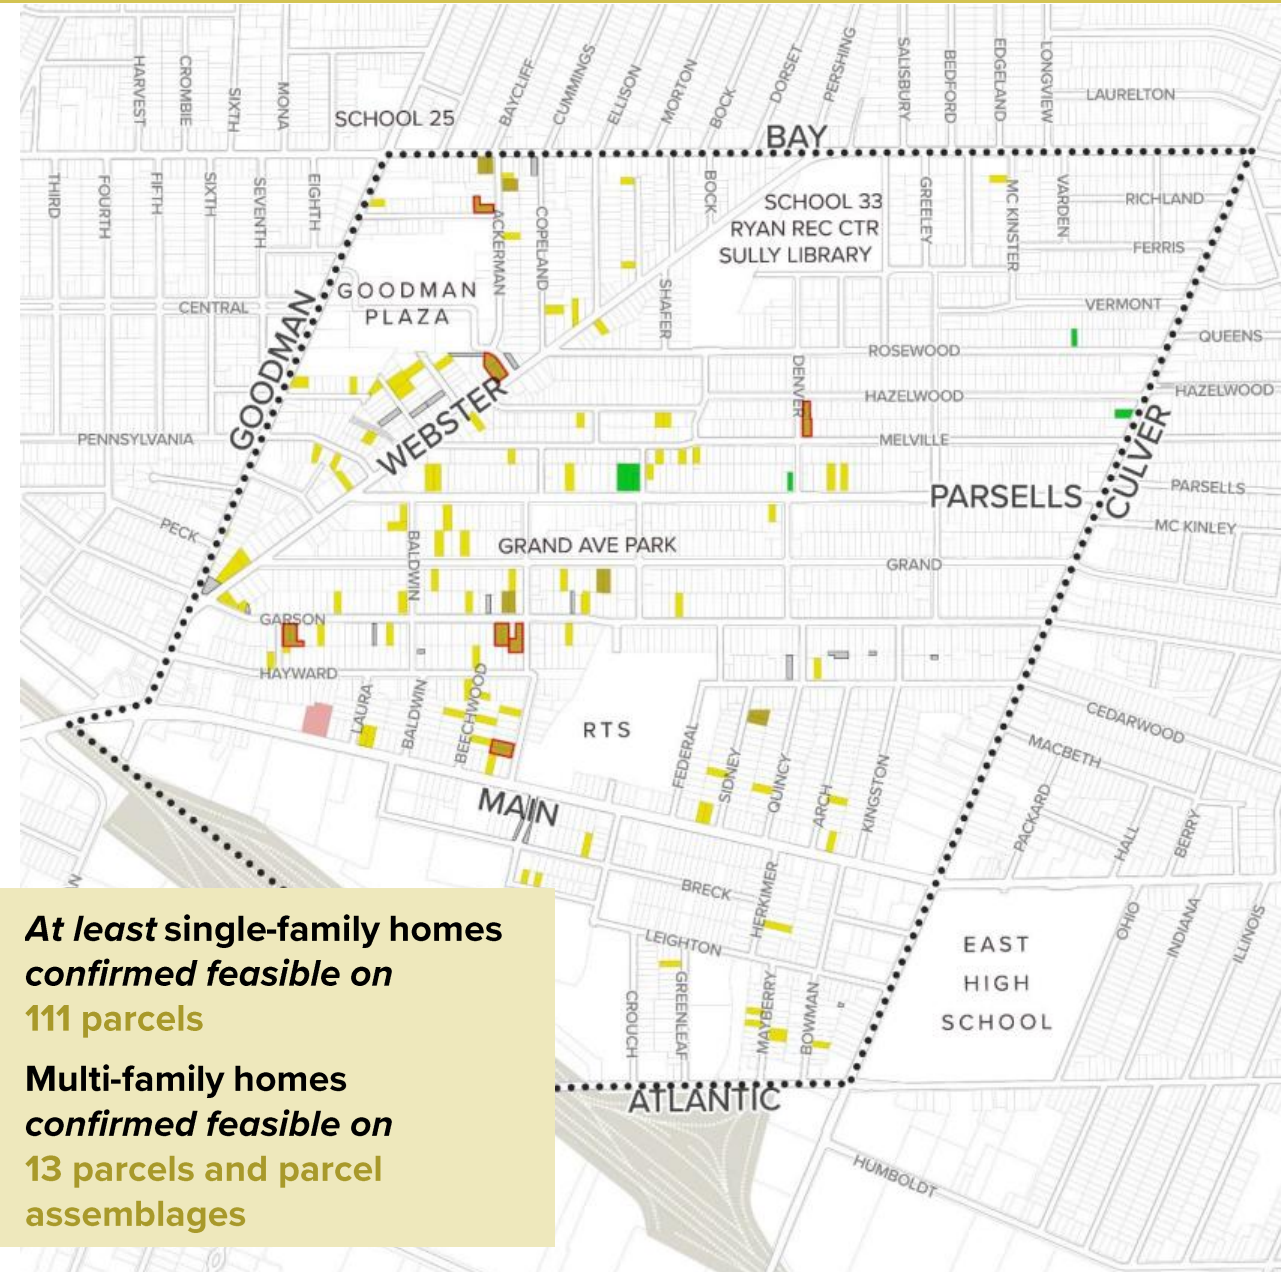 HARVEST
CROMBIE
SIXTH
MONA
SCHOOL 25
BAYCLIFF
CUMMINGS
ELLISON
MORTON
BOCK
DORSET
PERSHING
SALISBURY
BEDFORD
EDGELAND
LONGVIEW
LAURELTON
BAY
THIRD
FOURTH
FIFTH
SIXTH
SEVENTH
EIGHTH
ACKERMAN
COPELAND
BOCK
SCHOOL 33
RYAN REC CTR
SULLY LIBRARY
GREELEY
MC KINSTER
VARDEN
RICHLAND
FERRIS
GOODMAN
PLAZA
CENTRAL
SHAFER
VERMONT
QUEENS
GOODMAN
ROSEWOOD
DENVER
HAZELWOOD
HAZELWOOD
WEBSTER
PENNSYLVANIA
MELVILLE
CULVER
PARSELLS
PARSELLS
PECK
MC KINLEY
BALDWIN
GRAND AVE PARK
GRAND
GARSON
HAYWARD
LAURA
BALDWIN
BEECHWOOD
RTS
FEDERAL
SIDNEY
QUINCY
ARCH
KINGSTON
CEDARWOOD
MACBETH
PACKARD
HALL
BERRY
MAIN
BRECK
HERKIMER
LEIGHTON
OHIO
INDIANA
ILLINOIS
EAST
HIGH
SCHOOL
CROUCH
GREENLEAF
MAYBERRY
BOWMAN
ATLANTIC
HUMBOLDT
At least single-family homes
confirmed feasible on
111 parcels
Multi-family homes
confirmed feasible on
13 parcels and parcel
assemblages